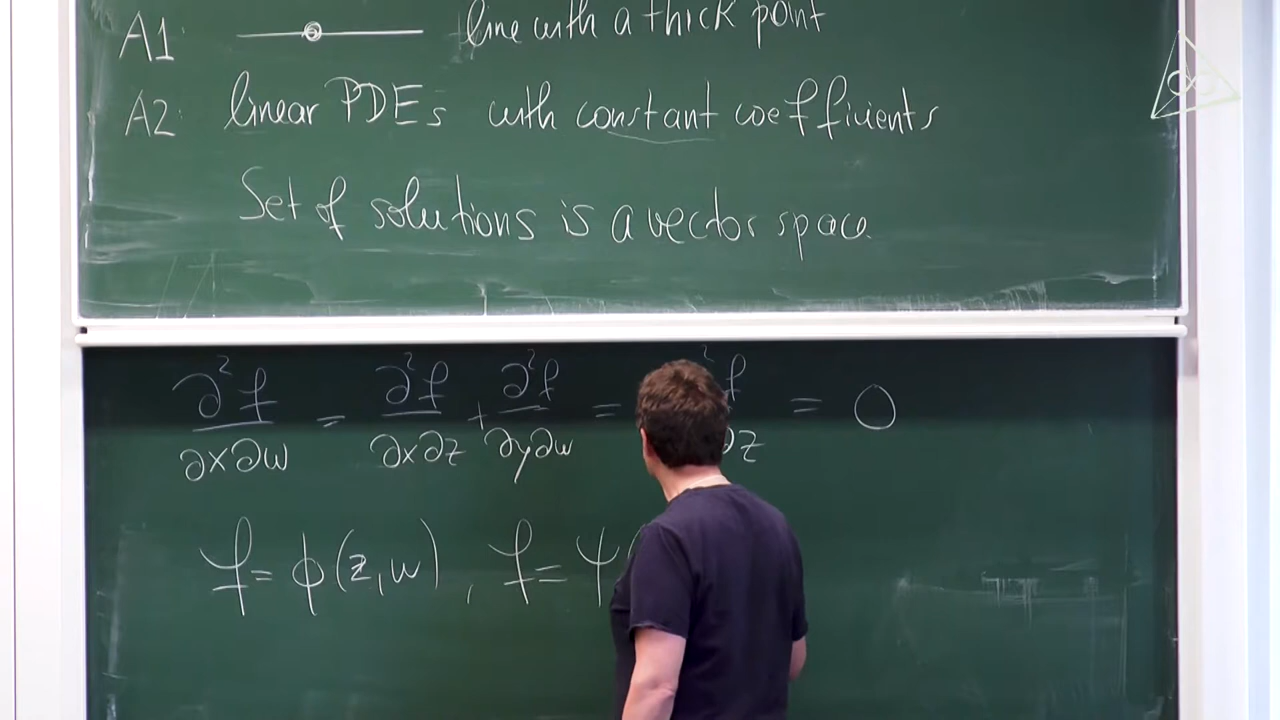 A1: line with a thick point
A2: linear PDEs with constant coefficients
Set of solutions is a vector space.
∂²f/∂x∂w = ∂²f/∂x∂z + ∂²f/∂y∂w = ²f/∂z = 0
f = ϕ(z,w), f = ψ(